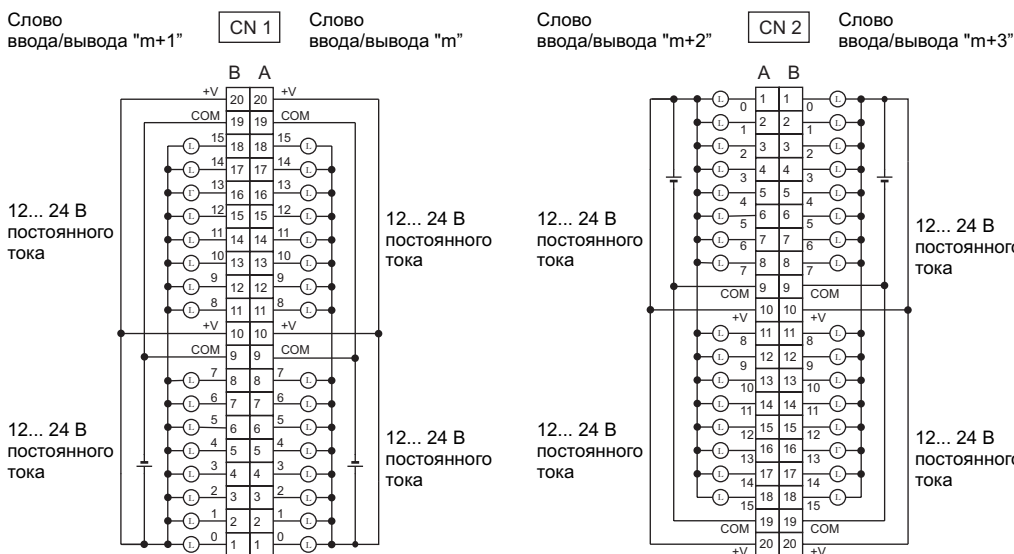 Слово
ввода/вывода "m+1”
CN 1
Слово
ввода/вывода "m”
Слово
ввода/вывода "m+2”
CN 2
Слово
ввода/вывода "m+3”
B A
A B
+V 20 20 +V
COM 19 19 COM
L 15 18 18 15 L
L 14 17 17 14 L
L 13 16 16 13 L
L 12 15 15 12 L
L 11 14 14 11 L
L 10 13 13 10 L
L 9 12 12 9 L
L 8 11 11 8 L
+V 10 10 +V
COM 9 9 COM
L 7 8 8 7 L
L 6 7 7 6 L
L 5 6 6 5 L
L 4 5 5 4 L
L 3 4 4 3 L
L 2 3 3 2 L
L 1 2 2 1 L
L 0 1 1 0 L
12... 24 В
постоянного
тока
12... 24 В
постоянного
тока
12... 24 В
постоянного
тока
12... 24 В
постоянного
тока
L 0 1 1 0 L
L 1 2 2 1 L
L 2 3 3 2 L
L 3 4 4 3 L
L 4 5 5 4 L
L 5 6 6 5 L
L 6 7 7 6 L
L 7 8 8 7 L
COM 9 9 COM
+V 10 10 +V
L 8 11 11 8 L
L 9 12 12 9 L
L 10 13 13 10 L
L 11 14 14 11 L
L 12 15 15 12 L
L 13 16 16 13 L
L 14 17 17 14 L
L 15 18 18 15 L
COM 19 19 COM
+V 20 20 +V
12... 24 В
постоянного
тока
12... 24 В
постоянного
тока
12... 24 В
постоянного
тока
12... 24 В
постоянного
тока